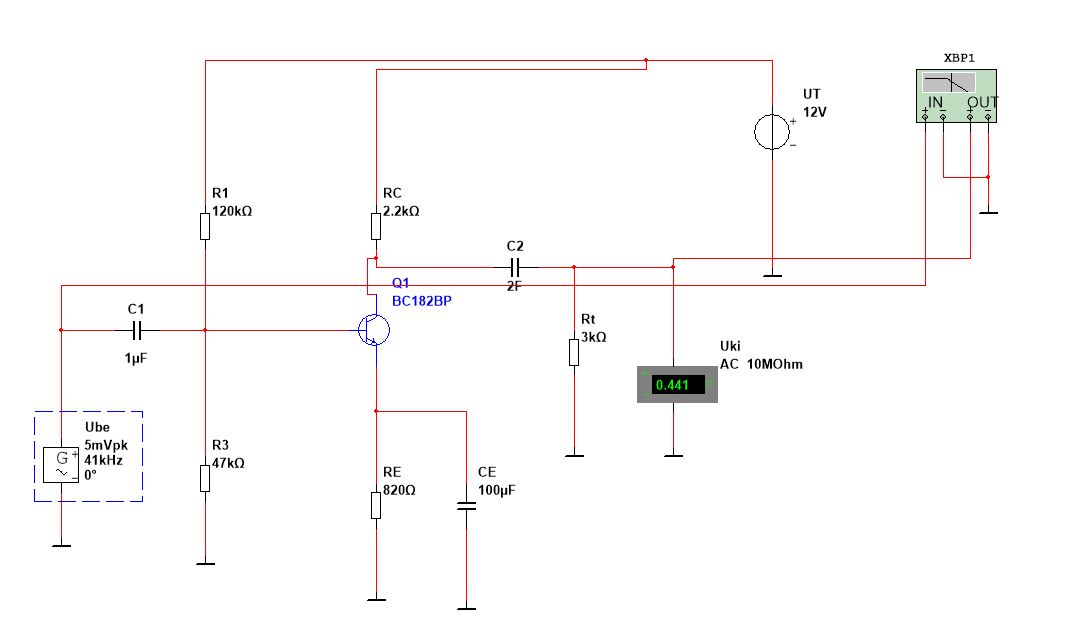 XBP1
IN OUT
+ - + -
UT
12V
+
-
R1
120kΩ
RC
2.2kΩ
C2
2F
Q1
BC182BP
C1
1µF
Rt
3kΩ
Uki
AC 10MOhm
0.441
Ube
5mVpk
41kHz
0°
G
+
~
-
R3
47kΩ
RE
820Ω
CE
100µF